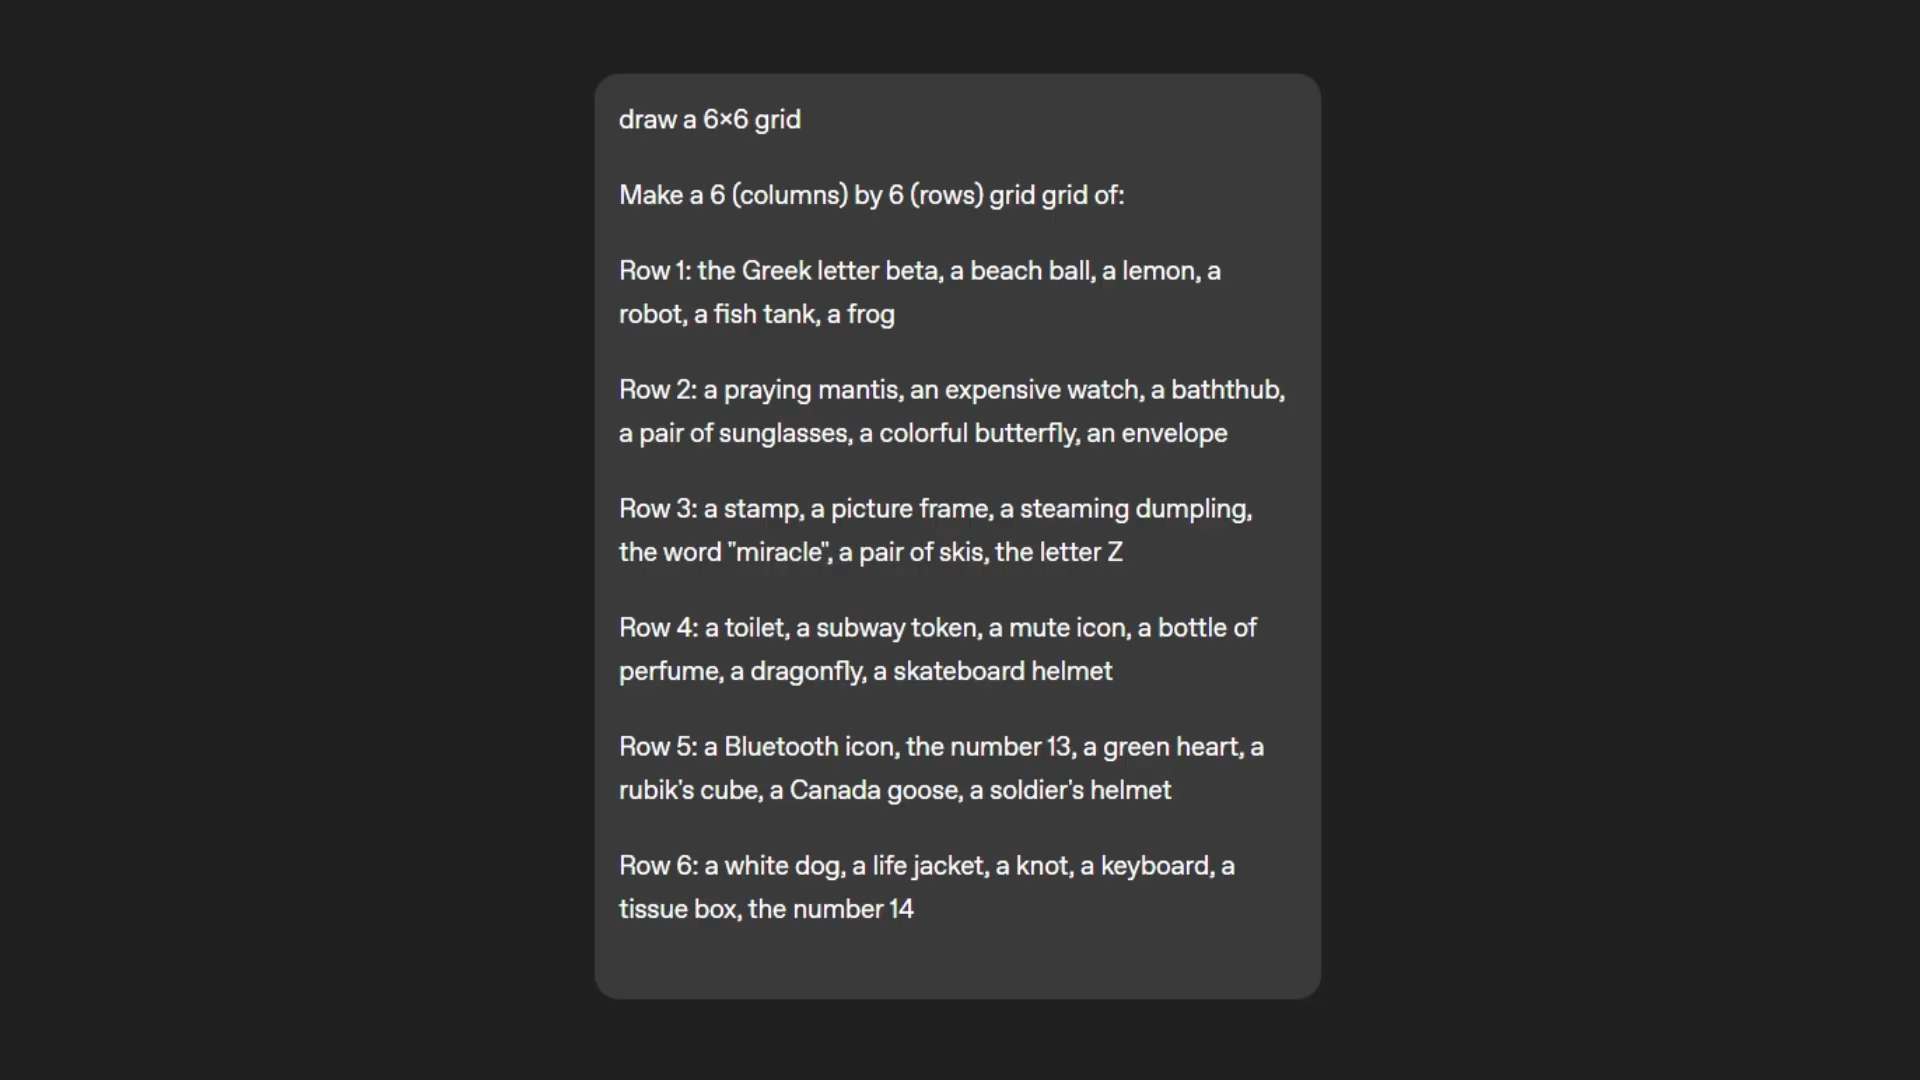 draw a 6×6 grid
Make a 6 (columns) by 6 (rows) grid grid of:
Row 1: the Greek letter beta, a beach ball, a lemon, a
robot, a fish tank, a frog
Row 2: a praying mantis, an expensive watch, a baththub,
a pair of sunglasses, a colorful butterfly, an envelope
Row 3: a stamp, a picture frame, a steaming dumpling,
the word "miracle", a pair of skis, the letter Z
Row 4: a toilet, a subway token, a mute icon, a bottle of
perfume, a dragonfly, a skateboard helmet
Row 5: a Bluetooth icon, the number 13, a green heart, a
rubik's cube, a Canada goose, a soldier's helmet
Row 6: a white dog, a life jacket, a knot, a keyboard, a
tissue box, the number 14